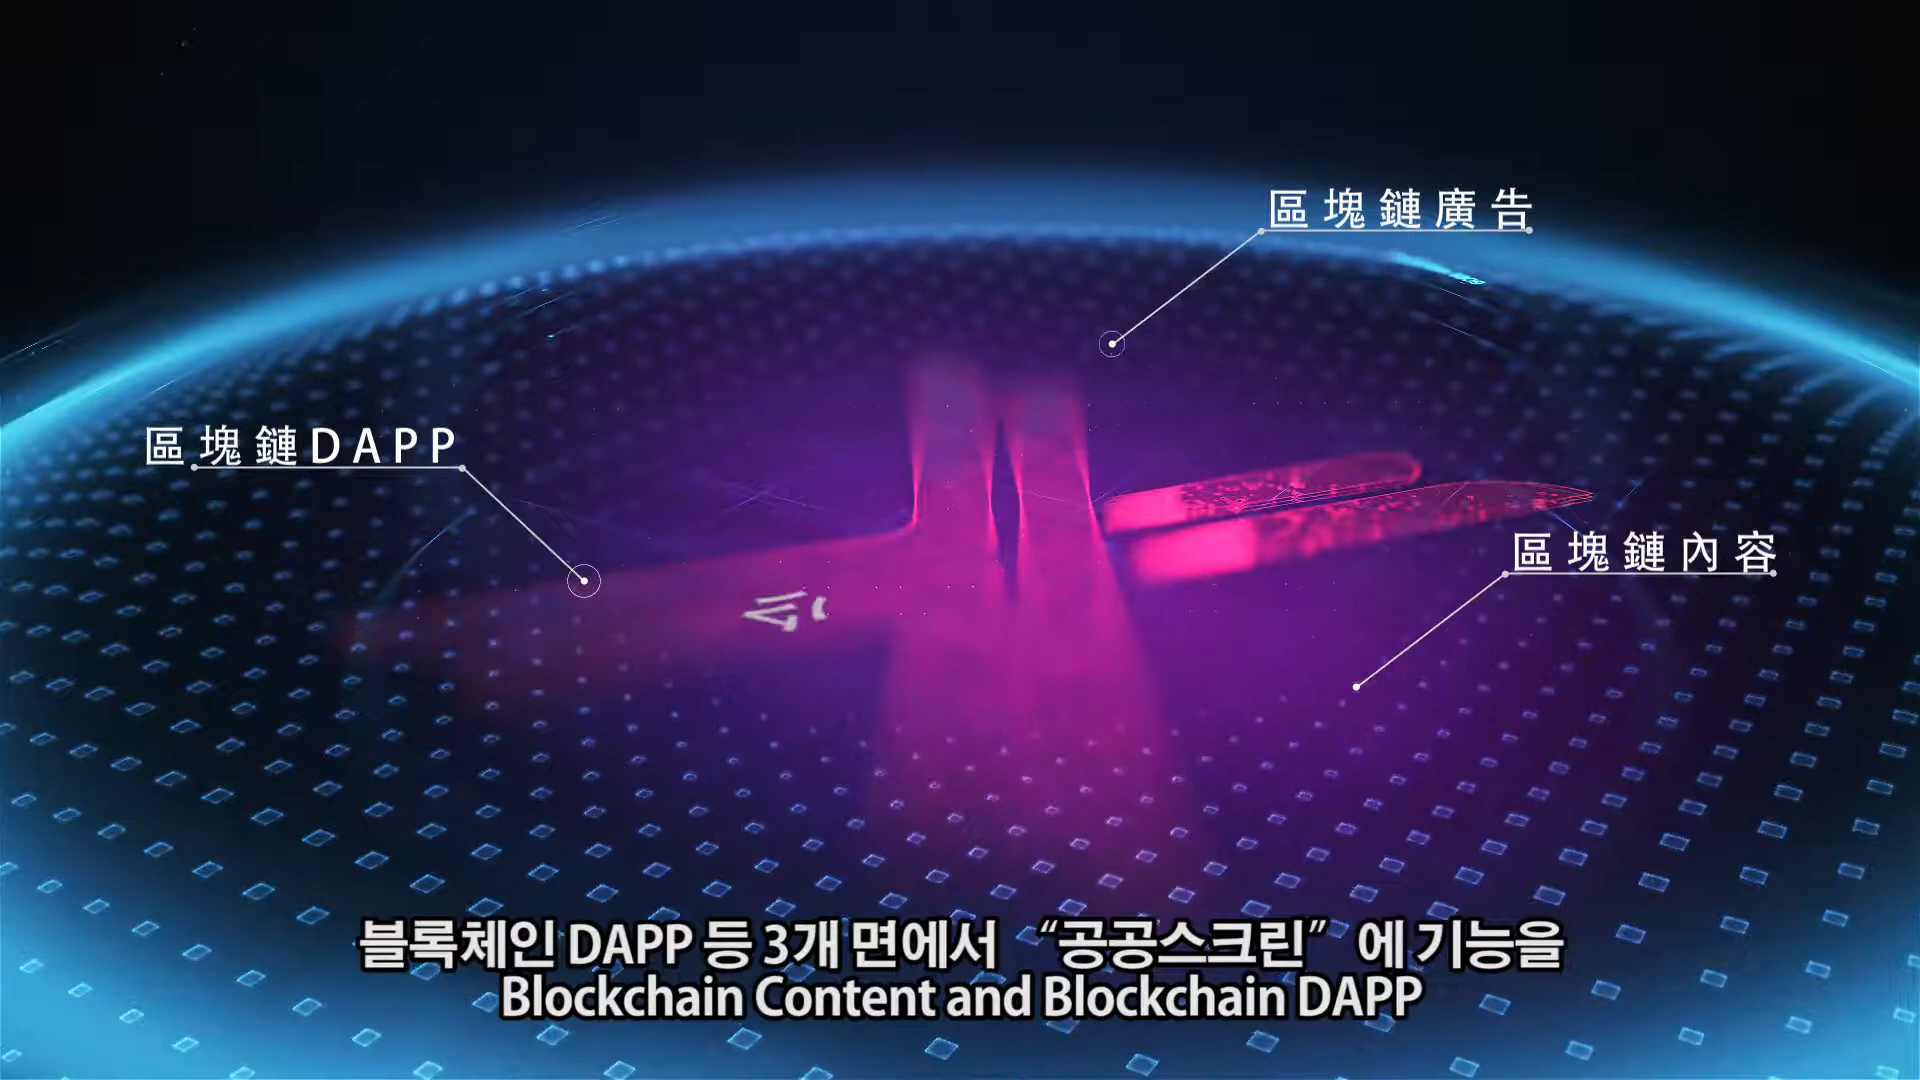 區塊鏈廣告
區塊鏈DAPP
區塊鏈內容
블록체인 DAPP 등 3개 면에서 “공공스크린” 에 기능을
Blockchain Content and Blockchain DAPP